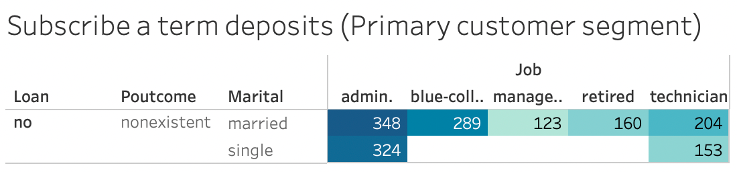 Subscribe a term deposits (Primary customer segment)
Job
Loan Poutcome Marital admin. blue-coll.. manage.. retired technician
no nonexistent married 348 289 123 160 204
single 324 153